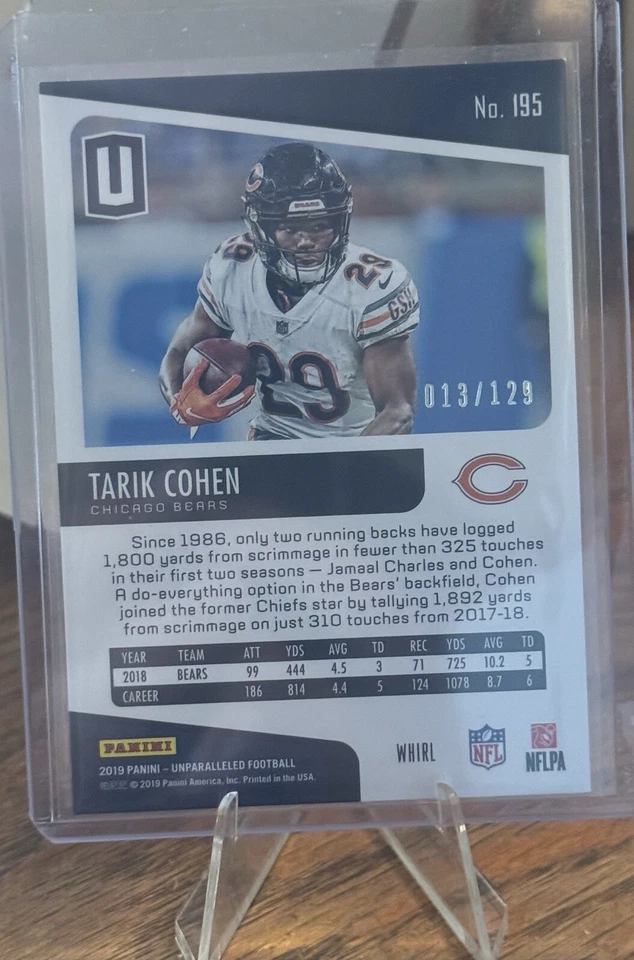 No. 195
U
BEARS
29
29
GSH
29
013/129
TARIK COHEN
CHICAGO BEARS
Since 1986, only two running backs have logged
1,800 yards from scrimmage in fewer than 325 touches
in their first two seasons — Jamaal Charles and Cohen.
A do-everything option in the Bears' backfield, Cohen
joined the former Chiefs star by tallying 1,892 yards
from scrimmage on just 310 touches from 2017-18.
YEAR TEAM ATT YDS AVG TD REC YDS AVG TD
2018 BEARS 99 444 4.5 3 71 725 10.2 5
CAREER 186 814 4.4 5 124 1078 8.7 6
PANINI
2019 PANINI – UNPARALLELED FOOTBALL
© 2019 Panini America, Inc. Printed in the USA.
WHIRL
NFL
NFLPA